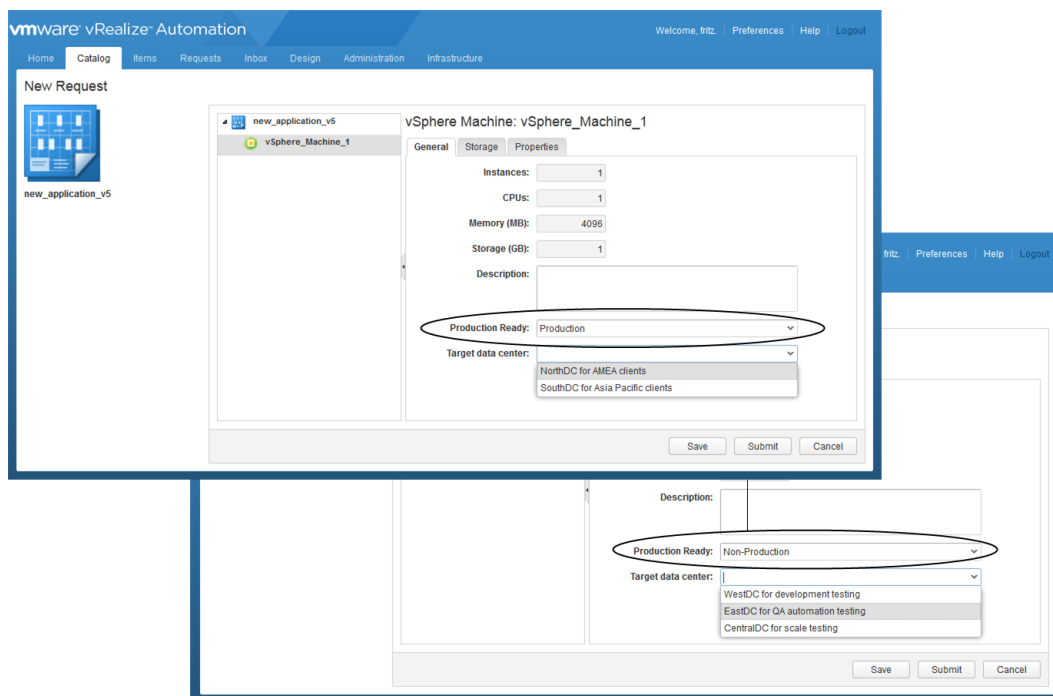 vmware® vRealize™ Automation
Welcome, fritz. Preferences Help Logout
Home Catalog Items Requests Inbox Design Administration Infrastructure
New Request
new_application_v5
new_application_v5
vSphere_Machine_1
vSphere Machine: vSphere_Machine_1
General Storage Properties
Instances: 1
CPUs: 1
Memory (MB): 4096
Storage (GB): 1
Description:
Production Ready: Production
Target data center:
NorthDC for AMEA clients
SouthDC for Asia Pacific clients
Save Submit Cancel
fritz. Preferences Help Logout
Description:
Production Ready: Non-Production
Target data center:
WestDC for development testing
EastDC for QA automation testing
CentralDC for scale testing
Save Submit Cancel